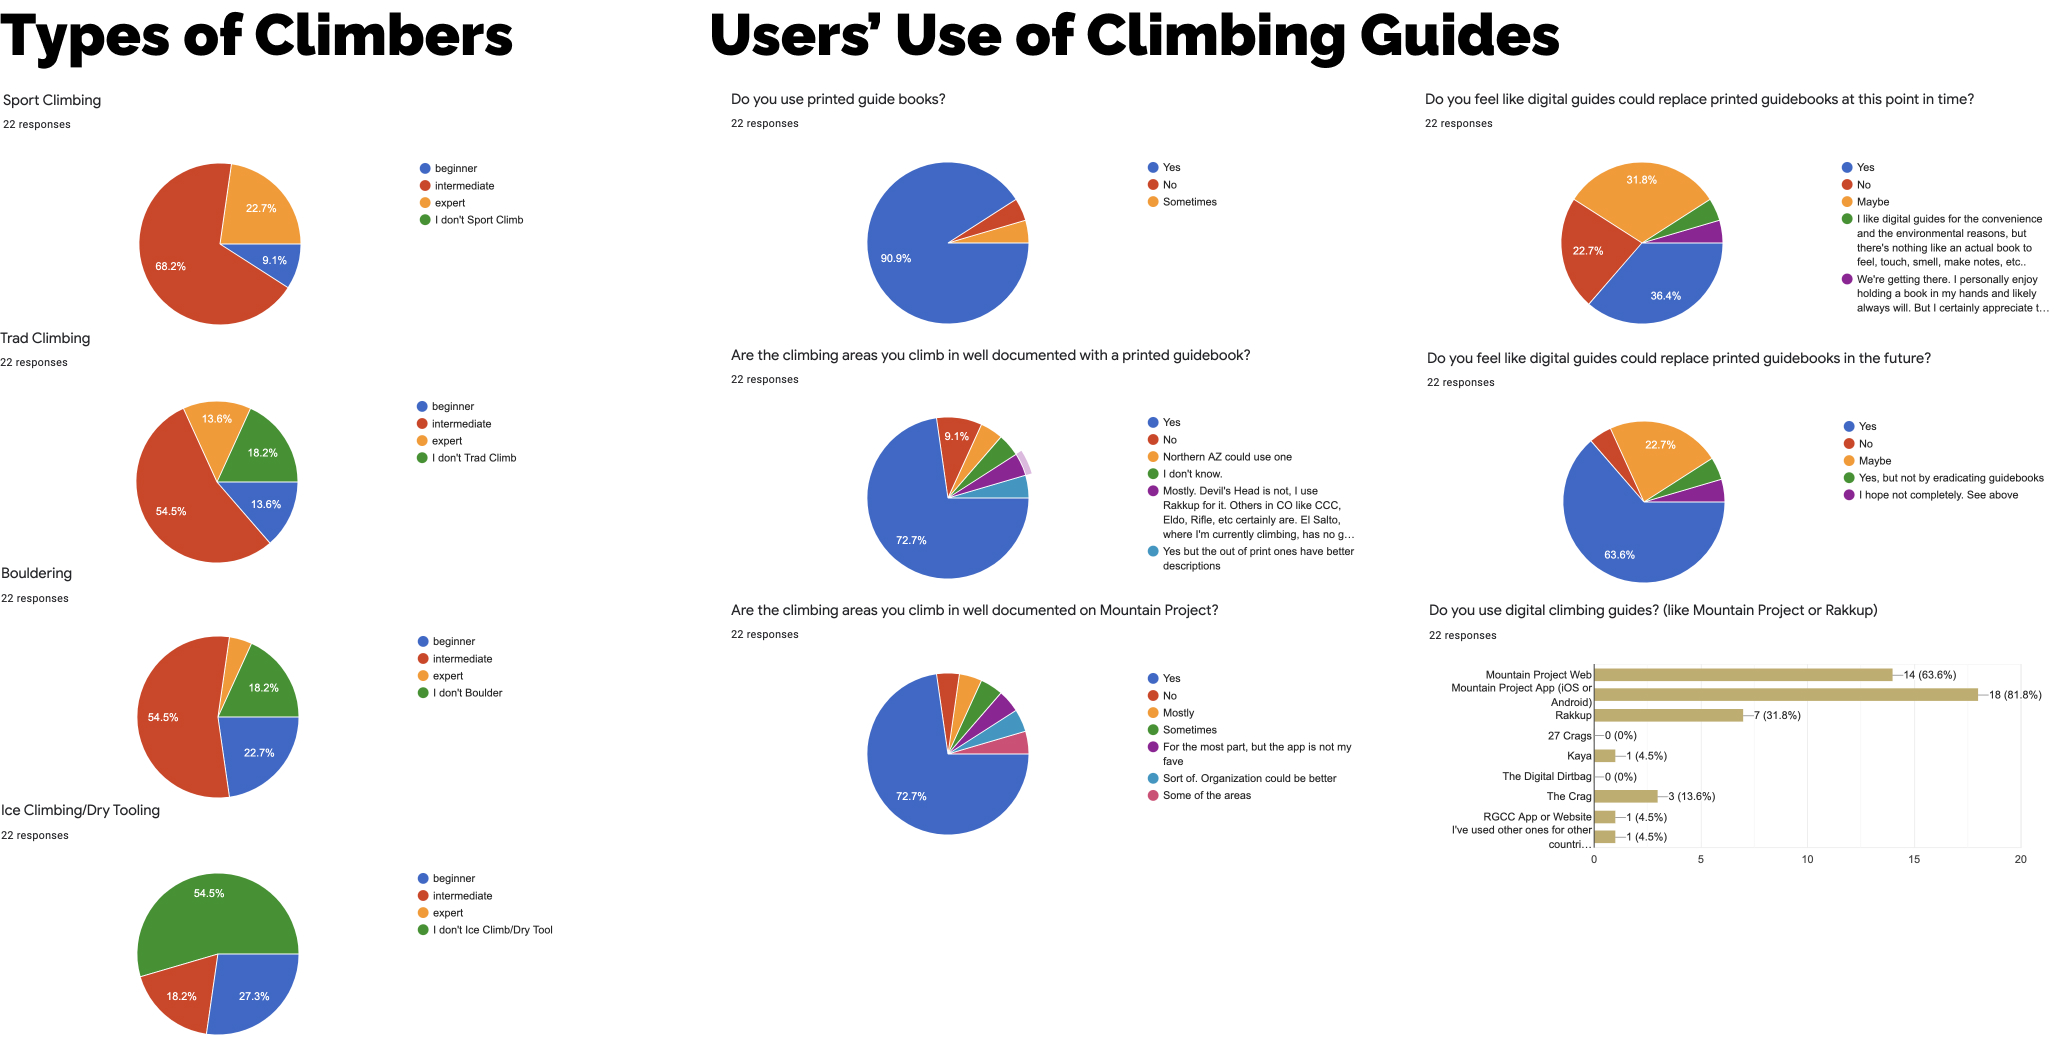 Types of Climbers
Sport Climbing
22 responses
22.7%
68.2%
9.1%
beginner
intermediate
expert
I don't Sport Climb
Trad Climbing
22 responses
13.6%
18.2%
54.5%
13.6%
beginner
intermediate
expert
I don't Trad Climb
Bouldering
22 responses
18.2%
54.5%
22.7%
beginner
intermediate
expert
I don't Boulder
Ice Climbing/Dry Tooling
22 responses
54.5%
18.2%
27.3%
beginner
intermediate
expert
I don't Ice Climb/Dry Tool
Users' Use of Climbing Guides
Do you use printed guide books?
22 responses
90.9%
Yes
No
Sometimes
Are the climbing areas you climb in well documented with a printed guidebook?
22 responses
9.1%
72.7%
Yes
No
Northern AZ could use one
I don't know.
Mostly. Devil's Head is not, I use
Rakkup for it. Others in CO like CCC,
Eldo, Rifle, etc certainly are. El Salto,
where I'm currently climbing, has no g…
Yes but the out of print ones have better
descriptions
Are the climbing areas you climb in well documented on Mountain Project?
22 responses
72.7%
Yes
No
Mostly
Sometimes
For the most part, but the app is not my
fave
Sort of. Organization could be better
Some of the areas
Do you feel like digital guides could replace printed guidebooks at this point in time?
22 responses
31.8%
22.7%
36.4%
Yes
No
Maybe
I like digital guides for the convenience
and the environmental reasons, but
there's nothing like an actual book to
feel, touch, smell, make notes, etc..
We're getting there. I personally enjoy
holding a book in my hands and likely
always will. But I certainly appreciate t…
Do you feel like digital guides could replace printed guidebooks in the future?
22 responses
22.7%
63.6%
Yes
No
Maybe
Yes, but not by eradicating guidebooks
I hope not completely. See above
Do you use digital climbing guides? (like Mountain Project or Rakkup)
22 responses
Mountain Project Web
14 (63.6%)
Mountain Project App (iOS or
Android)
18 (81.8%)
Rakkup
7 (31.8%)
27 Crags
0 (0%)
Kaya
1 (4.5%)
The Digital Dirtbag
0 (0%)
The Crag
3 (13.6%)
RGCC App or Website
1 (4.5%)
I've used other ones for other
countri…
1 (4.5%)
0 5 10 15 20